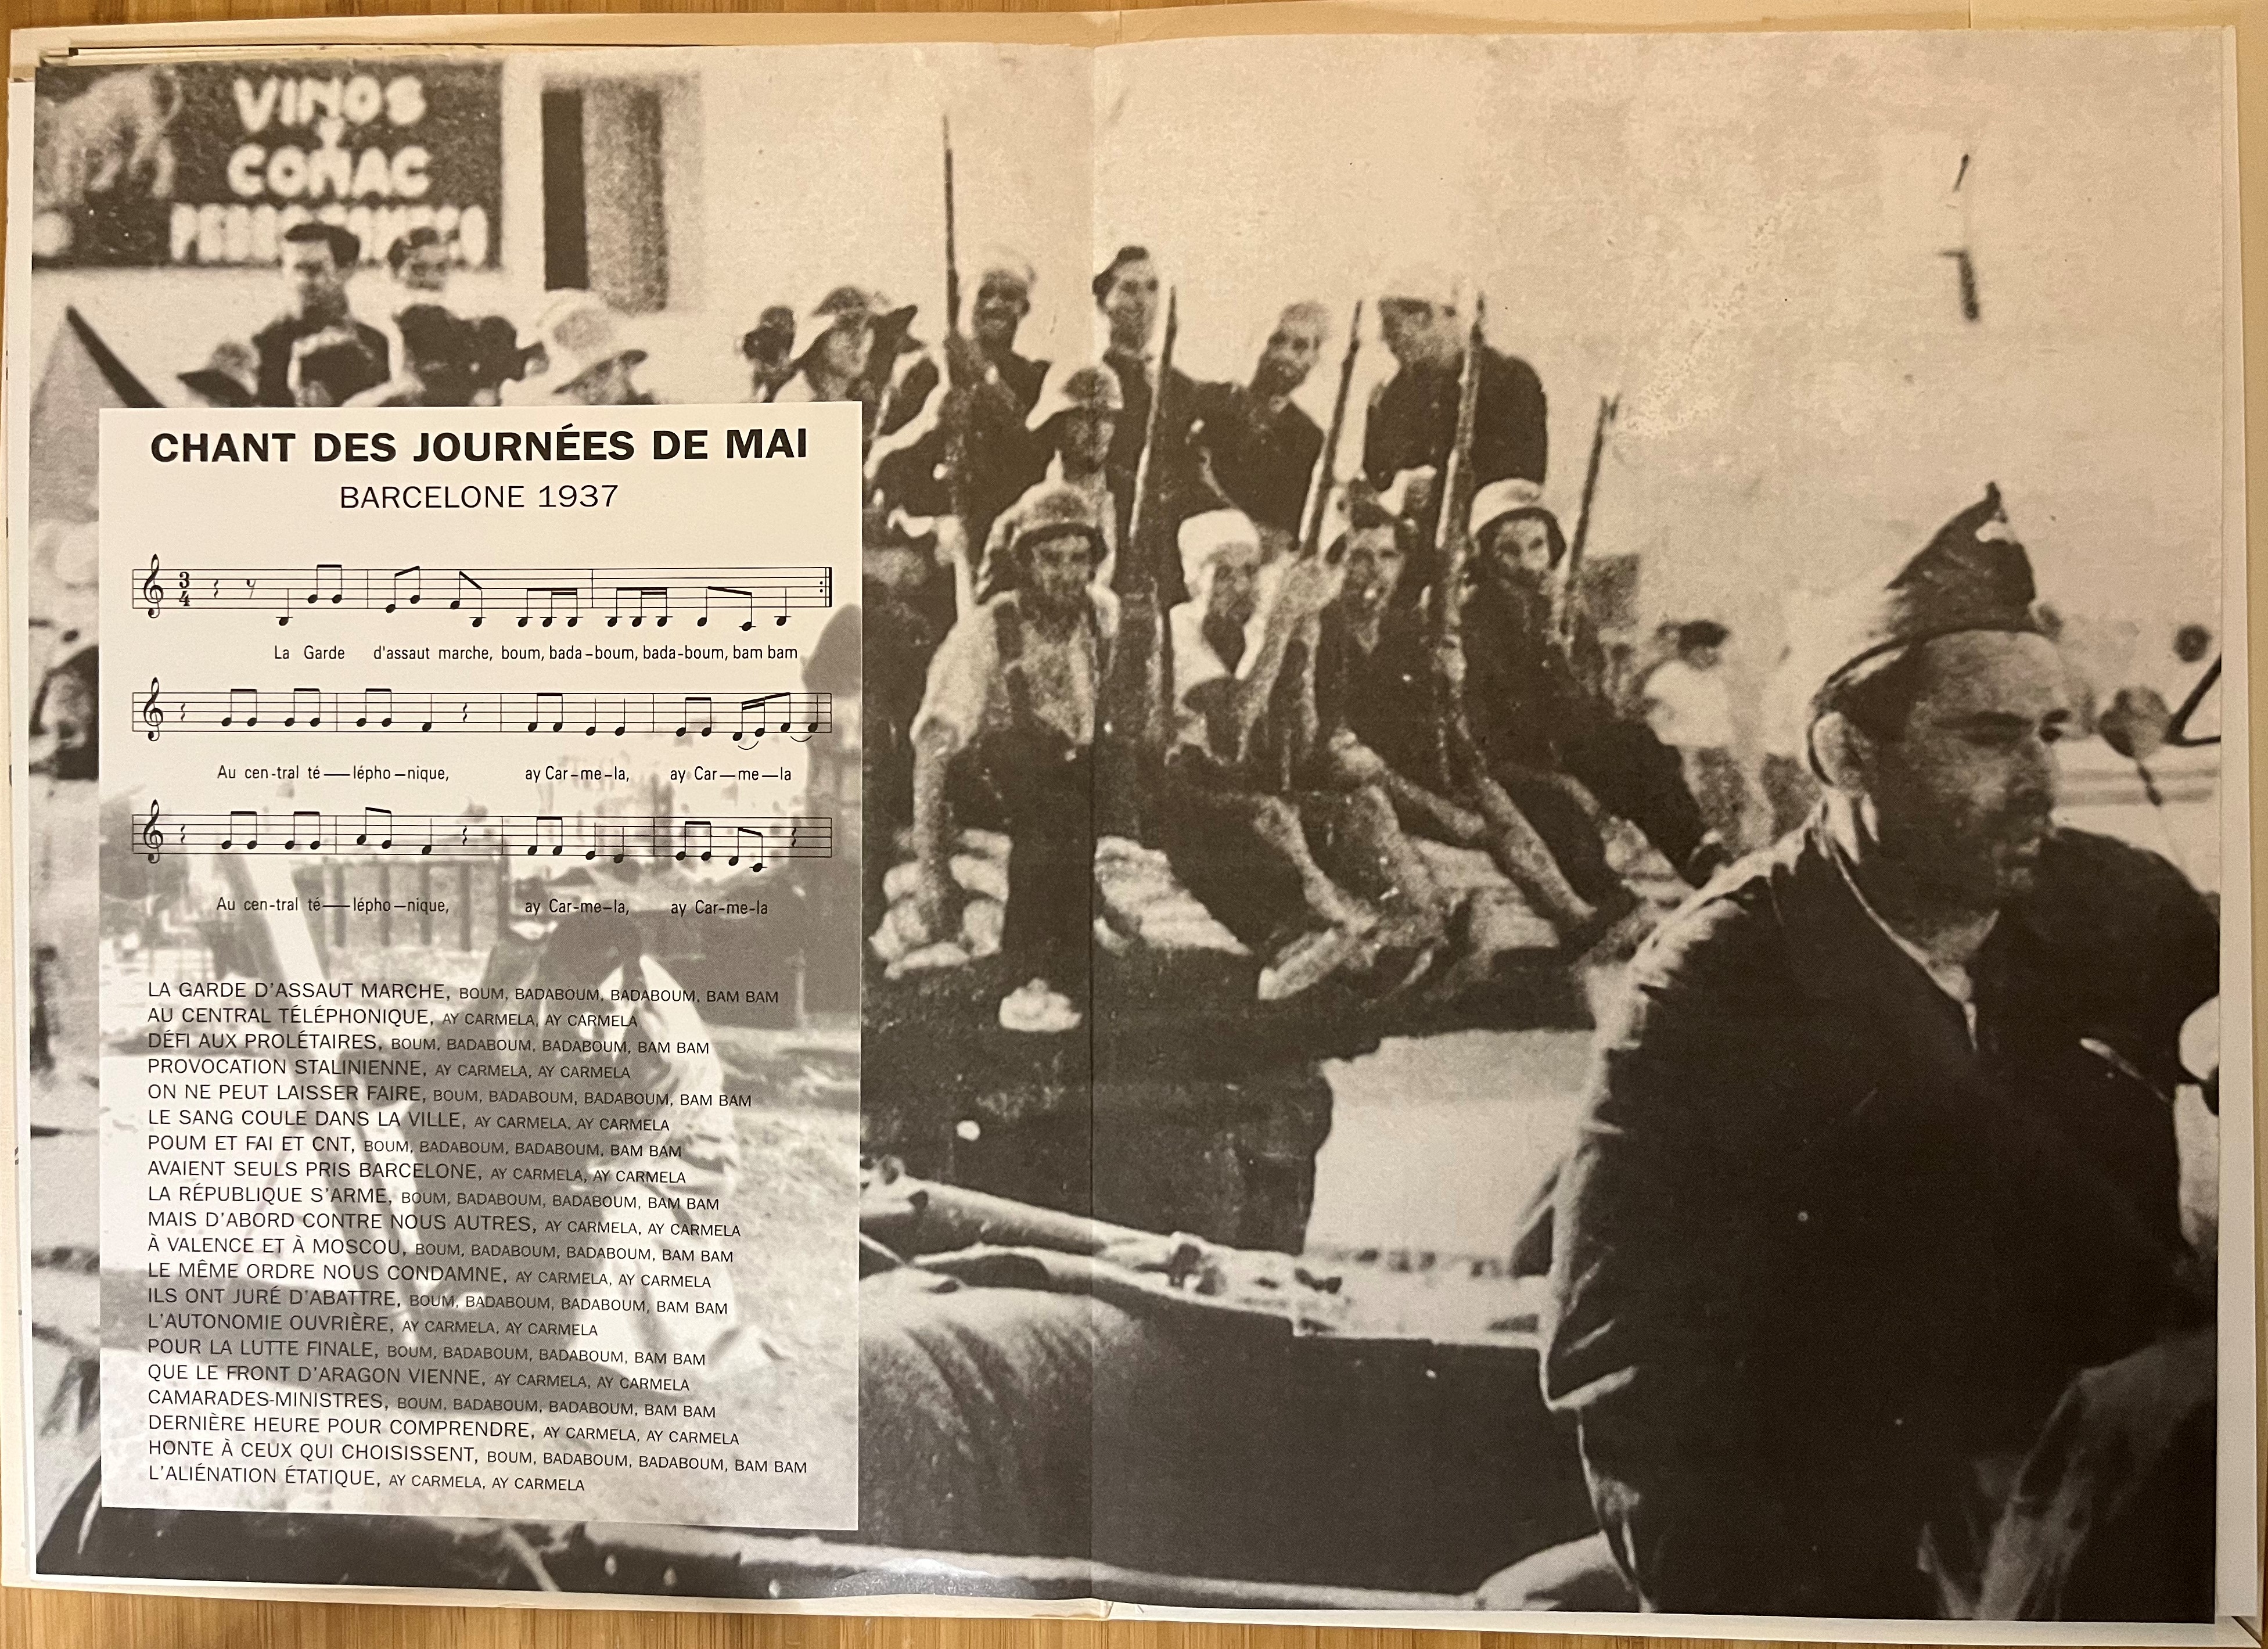 VINOS
Y
COÑAC
CHANT DES JOURNÉES DE MAI
BARCELONE 1937
3
4
La Garde d'assaut marche, boum, bada-boum, bada-boum, bam bam
Au cen-tral té—lépho—nique, ay Car-me-la, ay Car—me—la
Au cen-tral té—lépho—nique, ay Car-me-la, ay Car-me-la
LA GARDE D'ASSAUT MARCHE, BOUM, BADABOUM, BADABOUM, BAM BAM
AU CENTRAL TÉLÉPHONIQUE, AY CARMELA, AY CARMELA
DÉFI AUX PROLÉTAIRES, BOUM, BADABOUM, BADABOUM, BAM BAM
PROVOCATION STALINIENNE, AY CARMELA, AY CARMELA
ON NE PEUT LAISSER FAIRE, BOUM, BADABOUM, BADABOUM, BAM BAM
LE SANG COULE DANS LA VILLE, AY CARMELA, AY CARMELA
POUM ET FAI ET CNT, BOUM, BADABOUM, BADABOUM, BAM BAM
AVAIENT SEULS PRIS BARCELONE, AY CARMELA, AY CARMELA
LA RÉPUBLIQUE S'ARME, BOUM, BADABOUM, BADABOUM, BAM BAM
MAIS D'ABORD CONTRE NOUS AUTRES, AY CARMELA, AY CARMELA
À VALENCE ET À MOSCOU, BOUM, BADABOUM, BADABOUM, BAM BAM
LE MÊME ORDRE NOUS CONDAMNE, AY CARMELA, AY CARMELA
ILS ONT JURÉ D'ABATTRE, BOUM, BADABOUM, BADABOUM, BAM BAM
L'AUTONOMIE OUVRIÈRE, AY CARMELA, AY CARMELA
POUR LA LUTTE FINALE, BOUM, BADABOUM, BADABOUM, BAM BAM
QUE LE FRONT D'ARAGON VIENNE, AY CARMELA, AY CARMELA
CAMARADES-MINISTRES, BOUM, BADABOUM, BADABOUM, BAM BAM
DERNIÈRE HEURE POUR COMPRENDRE, AY CARMELA, AY CARMELA
HONTE À CEUX QUI CHOISISSENT, BOUM, BADABOUM, BADABOUM, BAM BAM
L'ALIÉNATION ÉTATIQUE, AY CARMELA, AY CARMELA